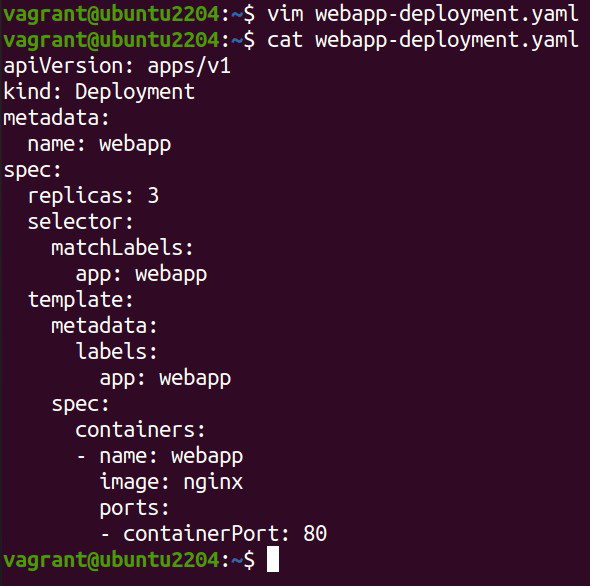 vagrant@ubuntu2204:~$ vim webapp-deployment.yaml
vagrant@ubuntu2204:~$ cat webapp-deployment.yaml
apiVersion: apps/v1
kind: Deployment
metadata:
  name: webapp
spec:
  replicas: 3
  selector:
    matchLabels:
      app: webapp
  template:
    metadata:
      labels:
        app: webapp
    spec:
      containers:
      - name: webapp
        image: nginx
        ports:
        - containerPort: 80
vagrant@ubuntu2204:~$